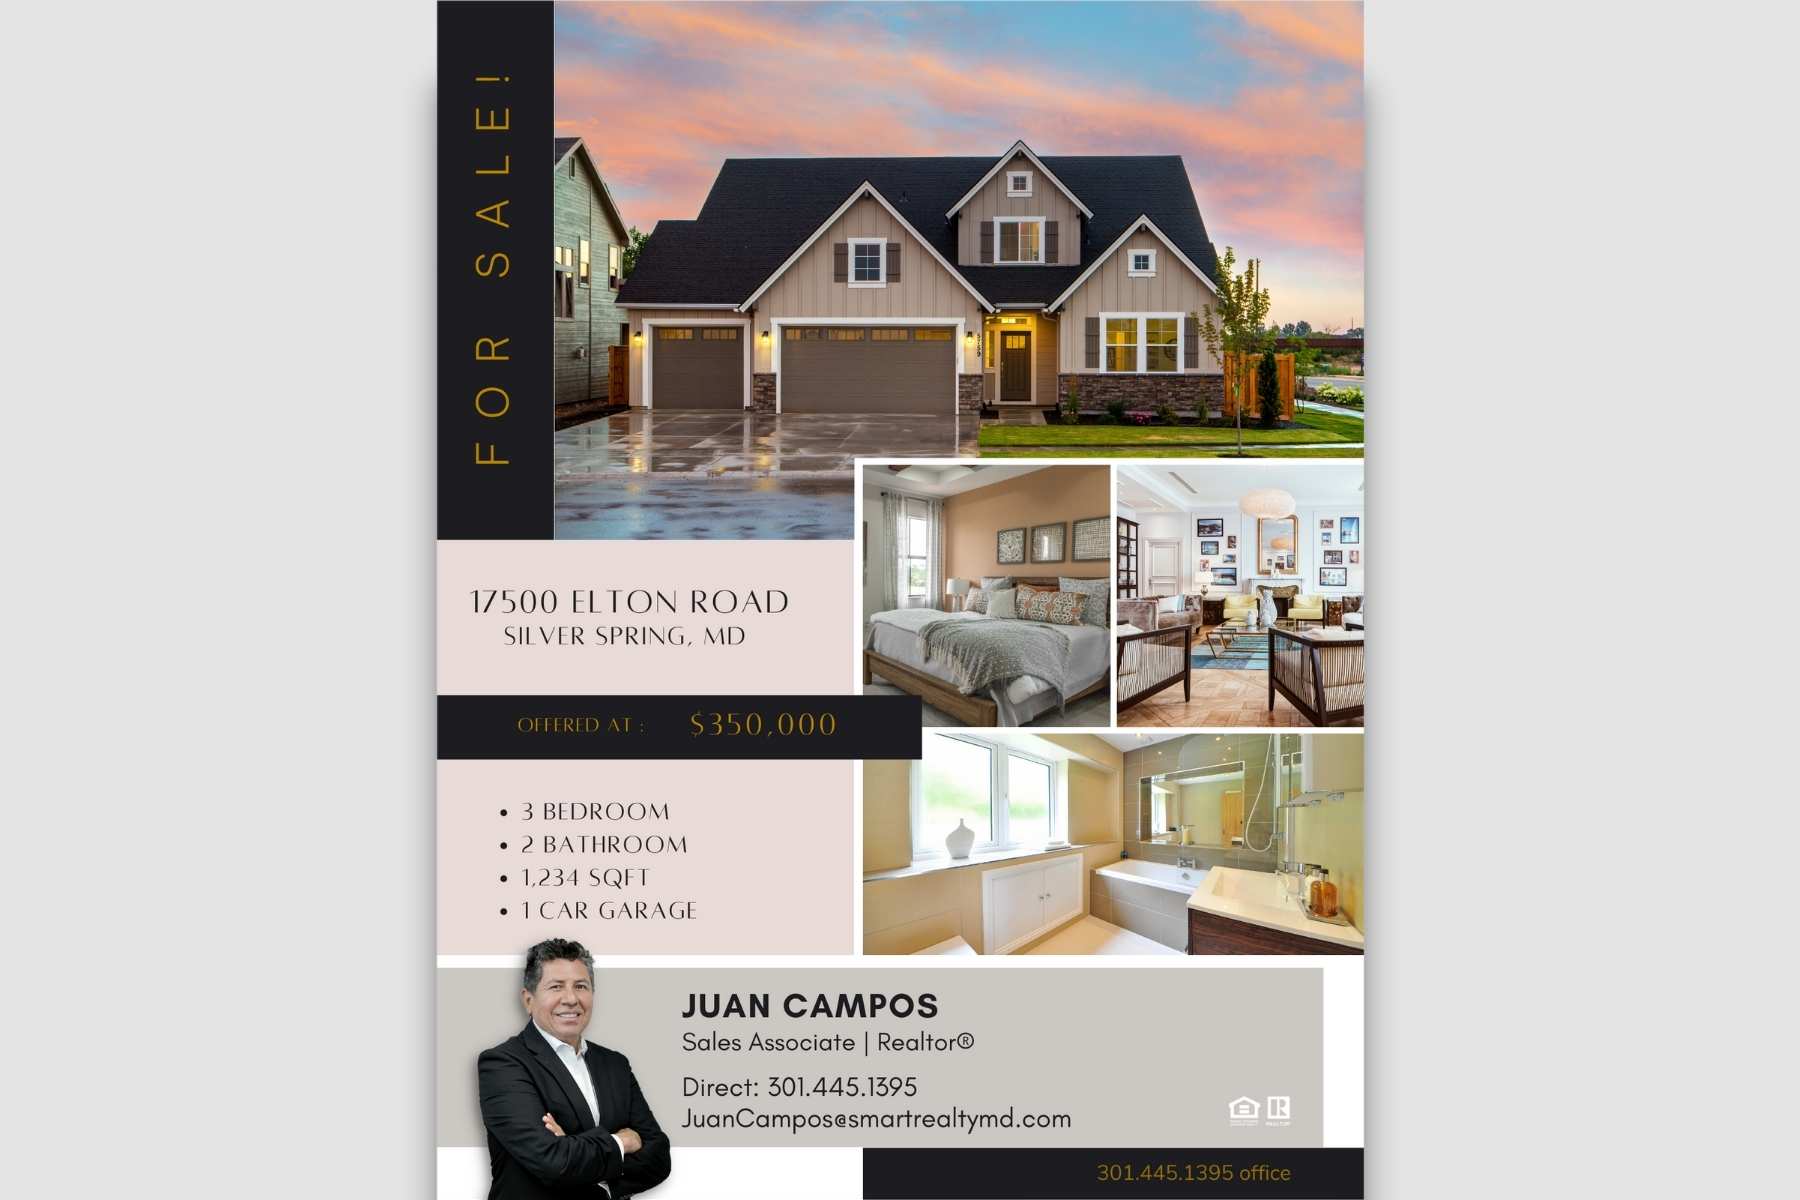 FOR SALE!
17500 ELTON ROAD
SILVER SPRING, MD
OFFERED AT : $350,000
• 3 BEDROOM
• 2 BATHROOM
• 1,234 SQFT
• 1 CAR GARAGE
JUAN CAMPOS
Sales Associate | Realtor®
Direct: 301.445.1395
JuanCampos@smartrealtymd.com
REALTOR
301.445.1395 office